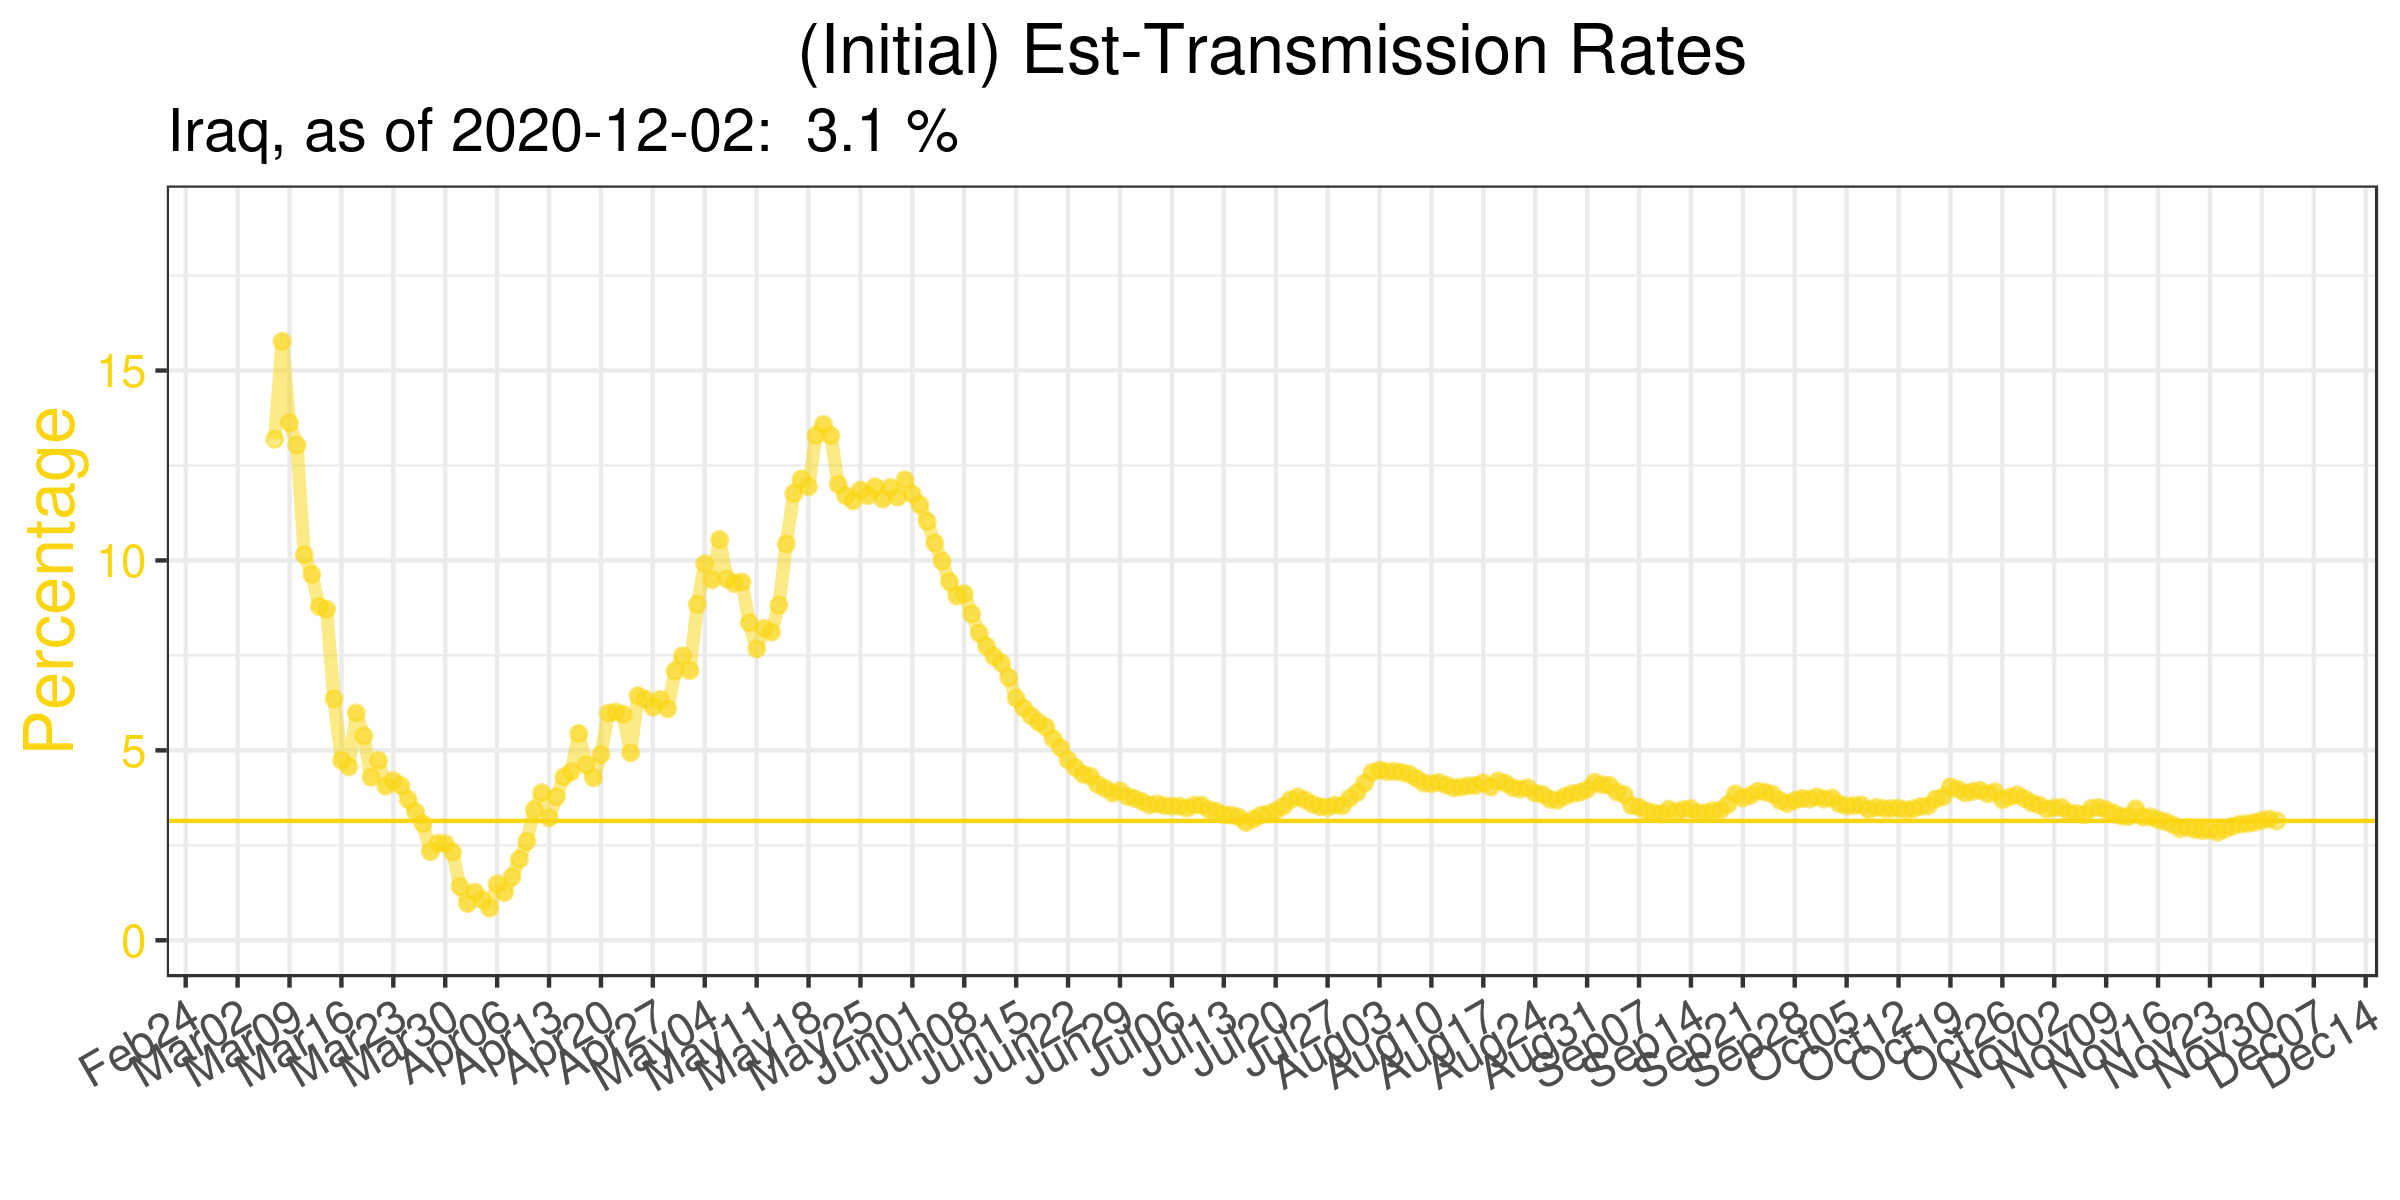 (Initial) Est-Transmission Rates
Iraq, as of 2020-12-02:  3.1 %
Percentage
15
10
5
0
Feb24
Mar02
Mar09
Mar16
Mar23
Mar30
Apr06
Apr13
Apr20
Apr27
May04
May11
May18
May25
Jun01
Jun08
Jun15
Jun22
Jun29
Jul06
Jul13
Jul20
Jul27
Aug03
Aug10
Aug17
Aug24
Aug31
Sep07
Sep14
Sep21
Sep28
Oct05
Oct12
Oct19
Oct26
Nov02
Nov09
Nov16
Nov23
Nov30
Dec07
Dec14